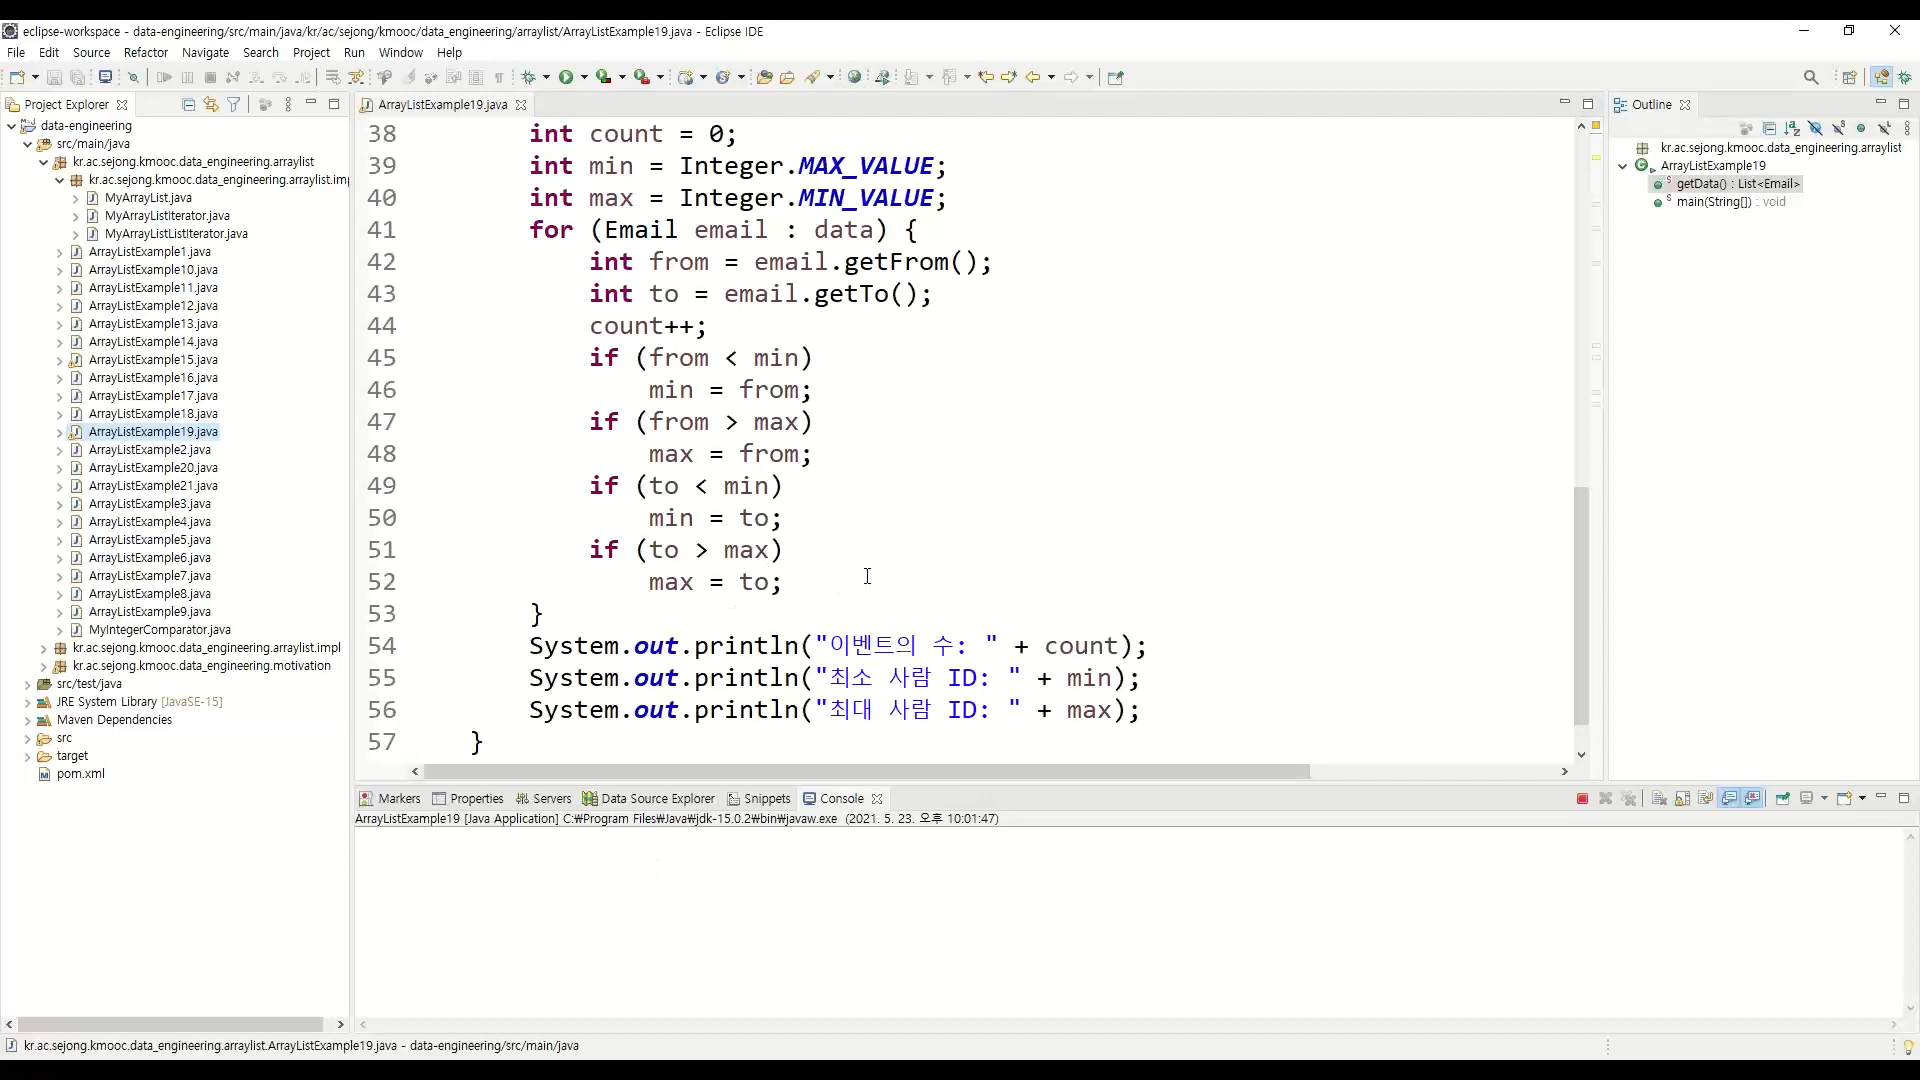 eclipse-workspace - data-engineering/src/main/java/kr/ac/sejong/kmooc/data_engineering/arraylist/ArrayListExample19.java - Eclipse IDE
File Edit Source Refactor Navigate Search Project Run Window Help
Project Explorer
data-engineering
src/main/java
kr.ac.sejong.kmooc.data_engineering.arraylist
kr.ac.sejong.kmooc.data_engineering.arraylist.imp
MyArrayList.java
MyArrayListIterator.java
MyArrayListListIterator.java
ArrayListExample1.java
ArrayListExample10.java
ArrayListExample11.java
ArrayListExample12.java
ArrayListExample13.java
ArrayListExample14.java
ArrayListExample15.java
ArrayListExample16.java
ArrayListExample17.java
ArrayListExample18.java
ArrayListExample19.java
ArrayListExample2.java
ArrayListExample20.java
ArrayListExample21.java
ArrayListExample3.java
ArrayListExample4.java
ArrayListExample5.java
ArrayListExample6.java
ArrayListExample7.java
ArrayListExample8.java
ArrayListExample9.java
MyIntegerComparator.java
kr.ac.sejong.kmooc.data_engineering.arraylist.impl
kr.ac.sejong.kmooc.data_engineering.motivation
src/test/java
JRE System Library [JavaSE-15]
Maven Dependencies
src
target
pom.xml
ArrayListExample19.java
38 int count = 0;
39 int min = Integer.MAX_VALUE;
40 int max = Integer.MIN_VALUE;
41 for (Email email : data) {
42 int from = email.getFrom();
43 int to = email.getTo();
44 count++;
45 if (from < min)
46 min = from;
47 if (from > max)
48 max = from;
49 if (to < min)
50 min = to;
51 if (to > max)
52 max = to;
53 }
54 System.out.println("이벤트의 수: " + count);
55 System.out.println("최소 사람 ID: " + min);
56 System.out.println("최대 사람 ID: " + max);
57 }
Outline
kr.ac.sejong.kmooc.data_engineering.arraylist
ArrayListExample19
getData() : List<Email>
main(String[]) : void
Markers Properties Servers Data Source Explorer Snippets Console
ArrayListExample19 [Java Application] C:₩Program Files₩Java₩jdk-15.0.2₩bin₩javaw.exe (2021. 5. 23. 오후 10:01:47)
kr.ac.sejong.kmooc.data_engineering.arraylist.ArrayListExample19.java - data-engineering/src/main/java